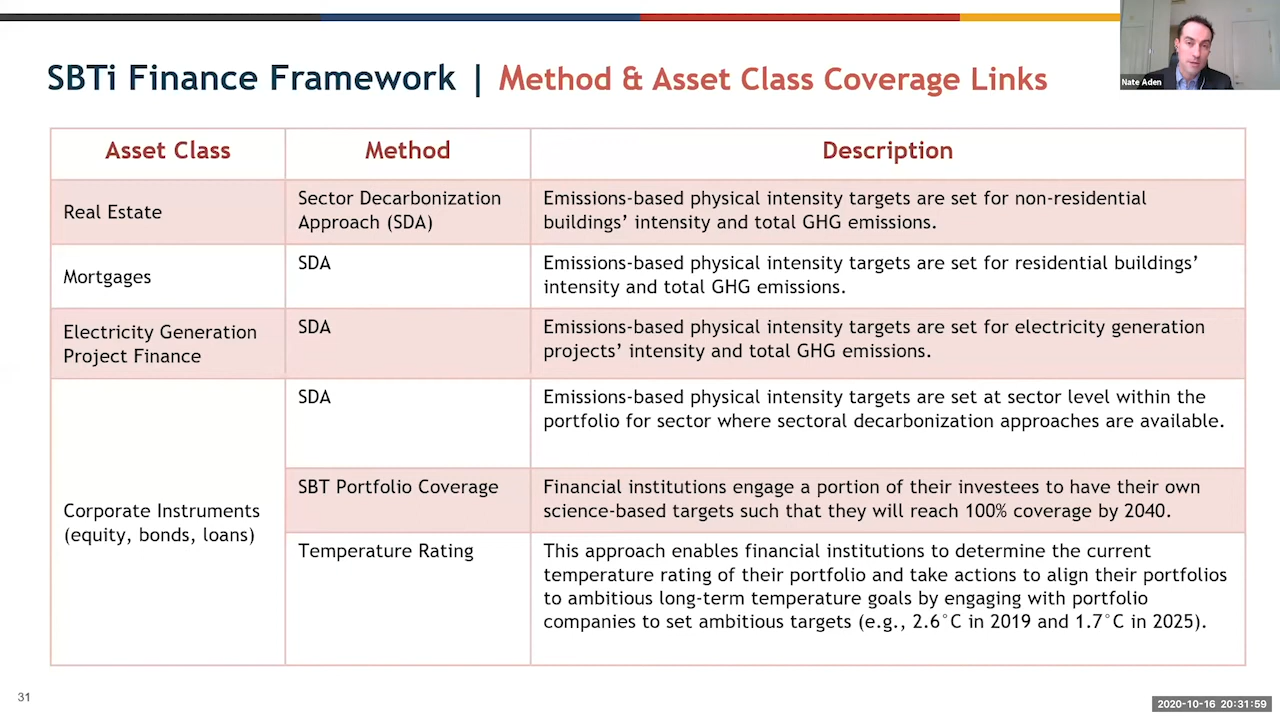 SBTi Finance Framework | Method & Asset Class Coverage Links
Nate Aden
Asset Class
Method
Description
Real Estate
Sector Decarbonization
Approach (SDA)
Emissions-based physical intensity targets are set for non-residential
buildings’ intensity and total GHG emissions.
Mortgages
SDA
Emissions-based physical intensity targets are set for residential buildings’
intensity and total GHG emissions.
Electricity Generation
Project Finance
SDA
Emissions-based physical intensity targets are set for electricity generation
projects’ intensity and total GHG emissions.
Corporate Instruments
(equity, bonds, loans)
SDA
Emissions-based physical intensity targets are set at sector level within the
portfolio for sector where sectoral decarbonization approaches are available.
SBT Portfolio Coverage
Financial institutions engage a portion of their investees to have their own
science-based targets such that they will reach 100% coverage by 2040.
Temperature Rating
This approach enables financial institutions to determine the current
temperature rating of their portfolio and take actions to align their portfolios
to ambitious long-term temperature goals by engaging with portfolio
companies to set ambitious targets (e.g., 2.6°C in 2019 and 1.7°C in 2025).
31
2020-10-16 20:31:59